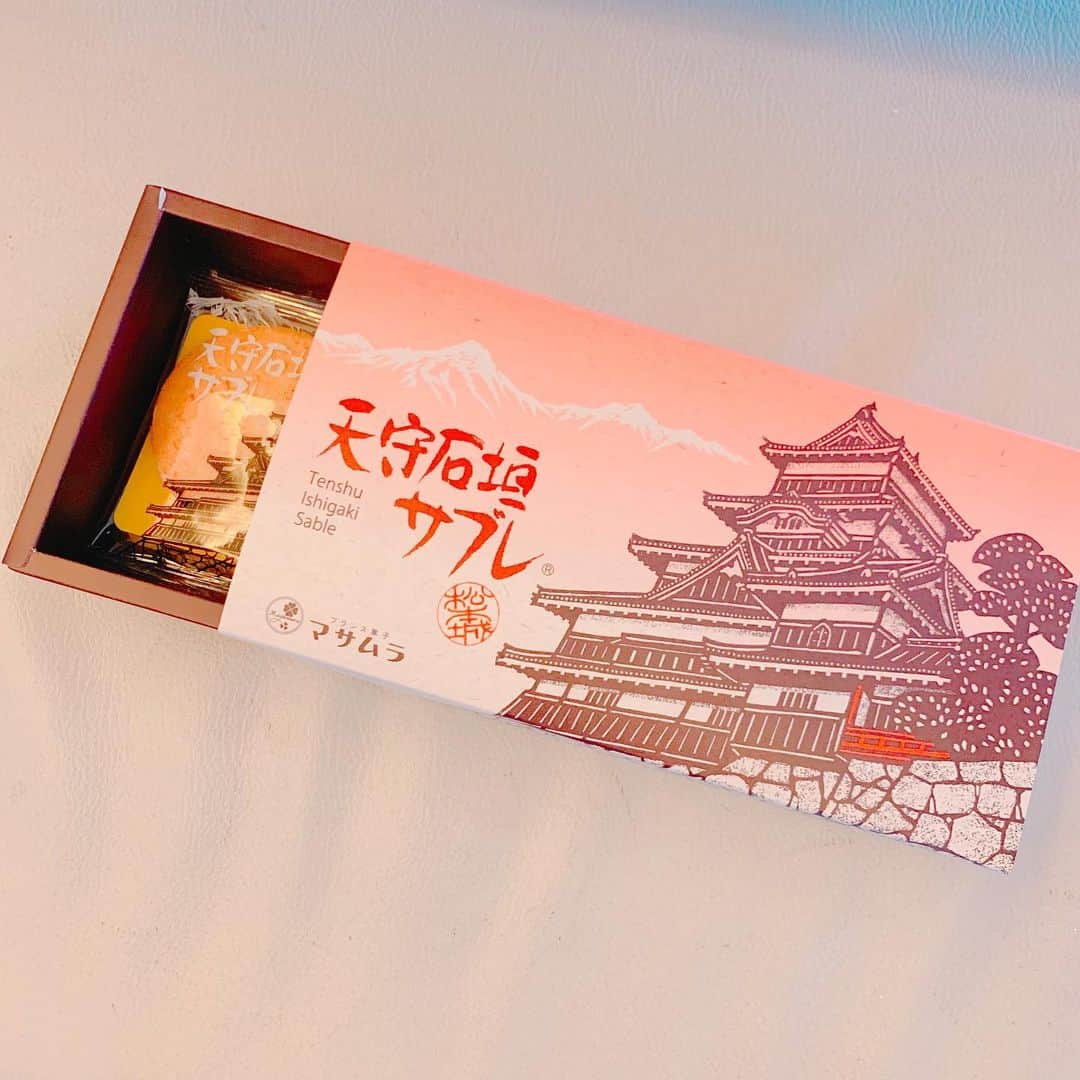 天守石垣
サブレ
®
Tenshu
Ishigaki
Sable
松本城
フランス菓子
マサムラ
天守石垣
サブレ